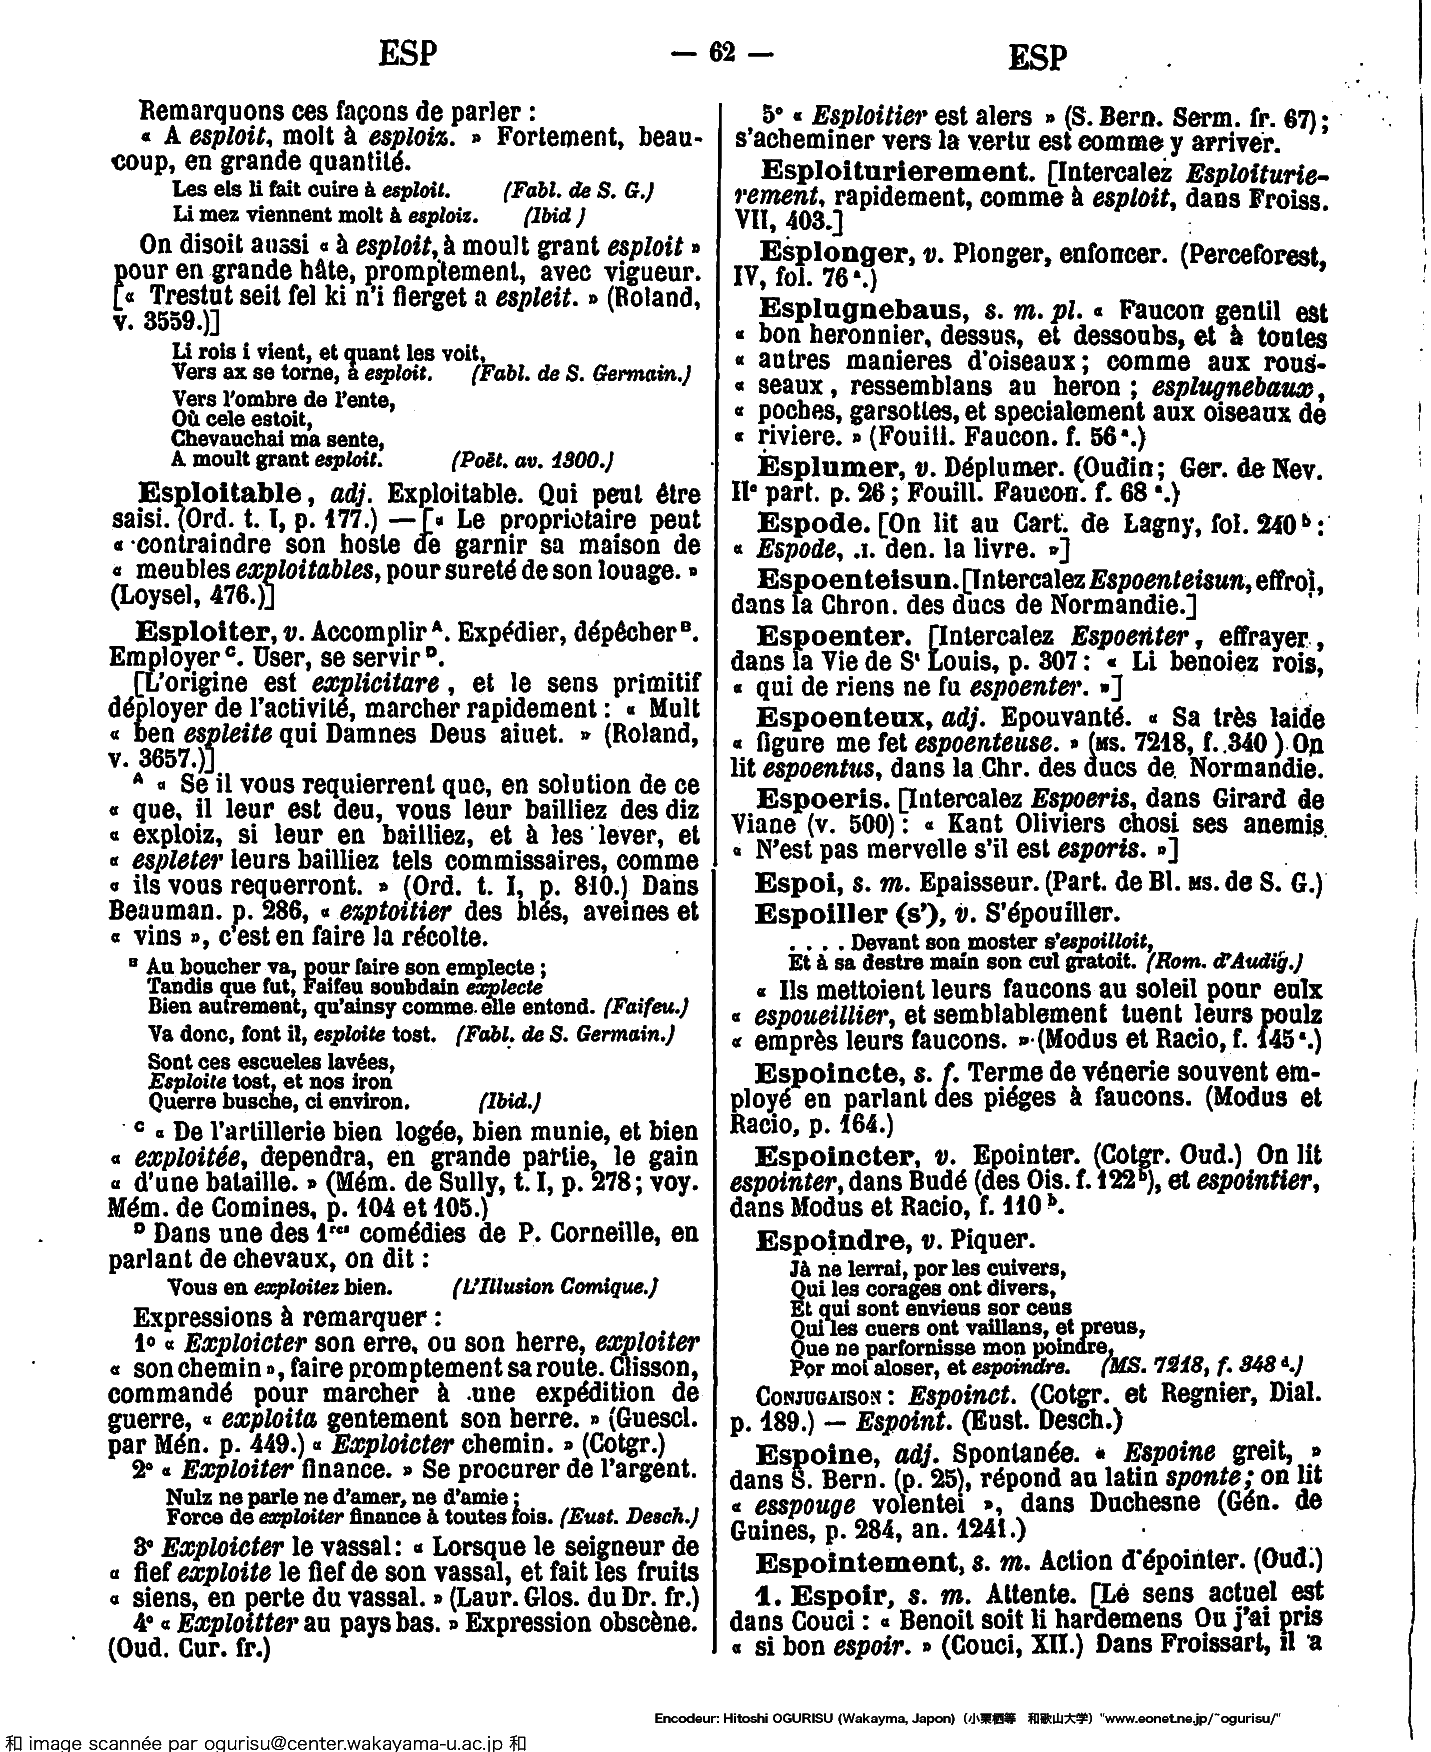 ESP — 62 — ESP
Remarquons ces façons de parler :
« A esploit, molt à esploiz. » Fortement, beau-
coup, en grande quantité.
Les els li fait cuire à esploit. (Fabl. de S. G.)
Li mez viennent molt à esploiz. (Ibid )
On disoit aussi « à esploit, à moult grant esploit »
pour en grande hâte, promptement, avec vigueur.
[« Trestut seit fel ki n'i fierget a espleit. » (Roland,
v. 3559.)]
Li rois i vient, et quant les voit,
Vers ax se torne, a esploit. (Fabl. de S. Germain.)
Vers l'ombre de l'ente,
Où cele estoit,
Chevauchai ma sente,
A moult grant esploit. (Poët. av. 1300.)
Esploitable, adj. Exploitable. Qui peut être
saisi. (Ord. t. I, p. 177.) — [« Le propriétaire peut
« contraindre son hoste de garnir sa maison de
« meubles exploitables, pour sureté de son louage. »
(Loysel, 476.)]
Esploiter, v. Accomplir A. Expédier, dépêcher B.
Employer C. User, se servir D.
[L'origine est explicitare, et le sens primitif
déployer de l'activité, marcher rapidement : « Mult
« ben espleite qui Damnes Deus aiuet. » (Roland,
v. 3657.)]
A « Se il vous requierrent que, en solution de ce
« que, il leur est deu, vous leur bailliez des diz
« exploiz, si leur en bailliez, et à les lever, et
« espleter leurs bailliez tels commissaires, comme
« ils vous requerront. » (Ord. t. I, p. 810.) Dans
Beauman. p. 286, « exptoitier des blés, aveines et
« vins », c'est en faire la récolte.
B Au boucher va, pour faire son emplecte ;
Tandis que fut, Faifeu soubdain explecte
Bien autrement, qu'ainsy comme elle entend. (Faifeu.)
Va donc, font il, esploite tost. (Fabl. de S. Germain.)
Sont ces escueles lavées,
Esploite tost, et nos iron
Querre busche, ci environ. (Ibid.)
C « De l'artillerie bien logée, bien munie, et bien
« exploitée, dependra, en grande partie, le gain
« d'une bataille. » (Mém. de Sully, t. I, p. 278 ; voy.
Mém. de Comines, p. 104 et 105.)
D Dans une des 1res comédies de P. Corneille, en
parlant de chevaux, on dit :
Vous en exploitez bien. (L'Illusion Comique.)
Expressions à remarquer :
1o « Exploicter son erre, ou son herre, exploiter
« son chemin », faire promptement sa route. Clisson,
commandé pour marcher à une expédition de
guerre, « exploita gentement son herre. » (Guescl.
par Mén. p. 449.) « Exploicter chemin. » (Cotgr.)
2o « Exploiter finance. » Se procurer de l'argent.
Nulz ne parle ne d'amer, ne d'amie ;
Force de exploiter finance à toutes fois. (Eust. Desch.)
3o Exploicter le vassal : « Lorsque le seigneur de
« fief exploite le fief de son vassal, et fait les fruits
« siens, en perte du vassal. » (Laur. Glos. du Dr. fr.)
4o « Exploitter au pays bas. » Expression obscène.
(Oud. Cur. fr.)
5o « Esploitier est alers » (S. Bern. Serm. fr. 67) ;
s'acheminer vers la vertu est comme y arriver.
Esploiturierement. [Intercalez Esploiturie-
rement, rapidement, comme à esploit, dans Froiss.
VII, 403.]
Esplonger, v. Plonger, enfoncer. (Perceforest,
IV, fol. 76 a.)
Esplugnebaus, s. m. pl. « Faucon gentil est
« bon heronnier, dessus, et dessoubs, et à toutes
« autres manieres d'oiseaux ; comme aux rous-
« seaux, ressemblans au heron ; esplugnebaux,
« poches, garsottes, et specialement aux oiseaux de
« riviere. » (Fouill. Faucon. f. 56 a.)
Esplumer, v. Déplumer. (Oudin ; Ger. de Nev.
IIe part. p. 26 ; Fouill. Faucon. f. 68 a.)
Espode. [On lit au Cart. de Lagny, fol. 240 b :
« Espode, .I. den. la livre. »]
Espoenteisun. [Intercalez Espoenteisun, effroi,
dans la Chron. des ducs de Normandie.]
Espoenter. [Intercalez Espoenter, effrayer,
dans la Vie de St Louis, p. 307 : « Li benoiez rois,
« qui de riens ne fu espoenter. »]
Espoenteux, adj. Epouvanté. « Sa très laide
« figure me fet espoenteuse. » (MS. 7218, f. 340 ) On
lit espoentus, dans la Chr. des ducs de Normandie.
Espoeris. [Intercalez Espoeris, dans Girard de
Viane (v. 500) : « Kant Oliviers chosi ses anemis
« N'est pas mervelle s'il est esporis. »]
Espoi, s. m. Epaisseur. (Part. de Bl. MS. de S. G.)
Espoiller (s'), v. S'épouiller.
. . . . Devant son moster s'espoilloit,
Et à sa destre main son cul gratoit. (Rom. d'Audig.)
« Ils mettoient leurs faucons au soleil pour eulx
« espoueillier, et semblablement tuent leurs poulz
« emprès leurs faucons. » (Modus et Racio, f. 145 a.)
Espoincte, s. f. Terme de vénerie souvent em-
ployé en parlant des piéges à faucons. (Modus et
Racio, p. 164.)
Espoincter, v. Epointer. (Cotgr. Oud.) On lit
espointer, dans Budé (des Ois. f. 122 b), et espointier,
dans Modus et Racio, f. 110 b.
Espoindre, v. Piquer.
Jà ne lerrai, por les cuivers,
Qui les corages ont divers,
Et qui sont envieus sor ceus
Qui les cuers ont vaillans, et preus,
Que ne parfornisse mon poindre,
Por moi aloser, et espoindre. (MS. 7218, f. 348 d.)
CONJUGAISON : Espoinct. (Cotgr. et Regnier, Dial.
p. 189.) — Espoint. (Eust. Desch.)
Espoine, adj. Spontanée. « Espoine greit, »
dans S. Bern. (p. 25), répond au latin sponte ; on lit
« esspouge volentei », dans Duchesne (Gén. de
Guines, p. 284, an. 1241.)
Espointement, s. m. Action d'épointer. (Oud.)
1. Espoir, s. m. Attente. [Le sens actuel est
dans Couci : « Benoit soit li hardemens Ou j'ai pris
« si bon espoir. » (Couci, XII.) Dans Froissart, il a
Encodeur: Hitoshi OGURISU (Wakayma, Japon) (小栗栖等 和歌山大学) "www.eonet.ne.jp/~ogurisu/"
和 image scannée par ogurisu@center.wakayama-u.ac.jp 和